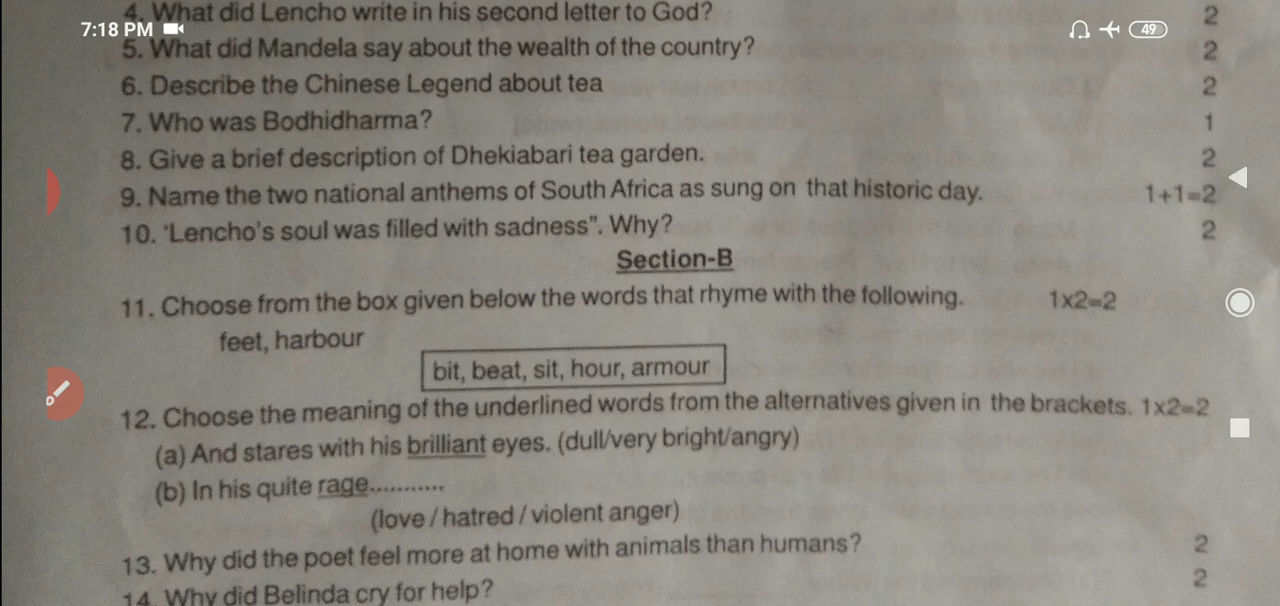 4. What did Lencho write in his second letter to God? 2
7:18 PM 49
5. What did Mandela say about the wealth of the country? 2
6. Describe the Chinese Legend about tea 2
7. Who was Bodhidharma? 1
8. Give a brief description of Dhekiabari tea garden. 2
9. Name the two national anthems of South Africa as sung on that historic day. 1+1=2
10. 'Lencho's soul was filled with sadness". Why? 2
Section-B
11. Choose from the box given below the words that rhyme with the following. 1x2=2
feet, harbour
bit, beat, sit, hour, armour
12. Choose the meaning of the underlined words from the alternatives given in the brackets. 1x2=2
(a) And stares with his brilliant eyes. (dull/very bright/angry)
(b) In his quite rage...........
(love / hatred / violent anger)
13. Why did the poet feel more at home with animals than humans? 2
14. Why did Belinda cry for help? 2